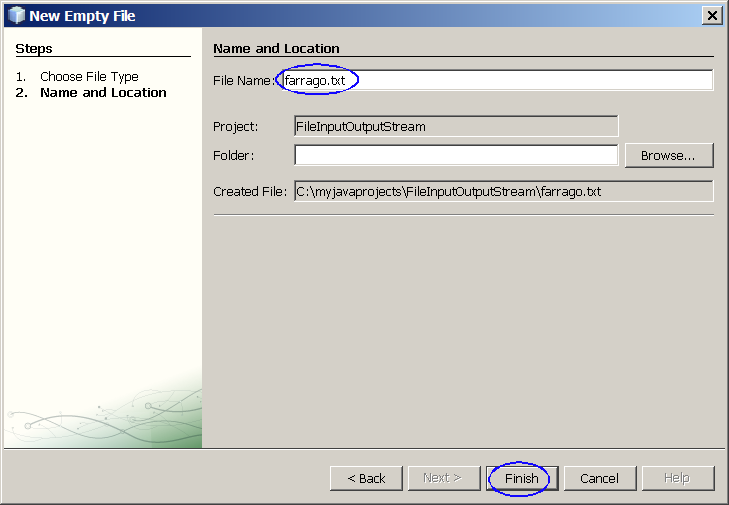 New Empty File
Steps
1. Choose File Type
2. Name and Location
Name and Location
File Name: farrago.txt
Project: FileInputOutputStream
Folder:
Browse...
Created File: C:\myjavaprojects\FileInputOutputStream\farrago.txt
< Back
Next >
Finish
Cancel
Help